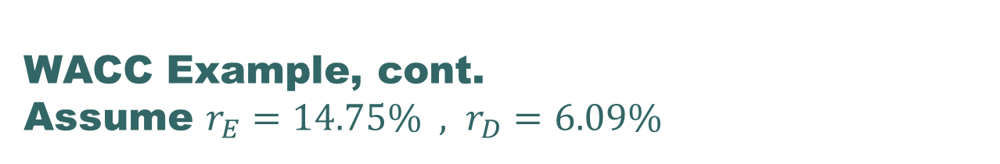 WACC Example, cont.
Assume r_E = 14.75% , r_D = 6.09%